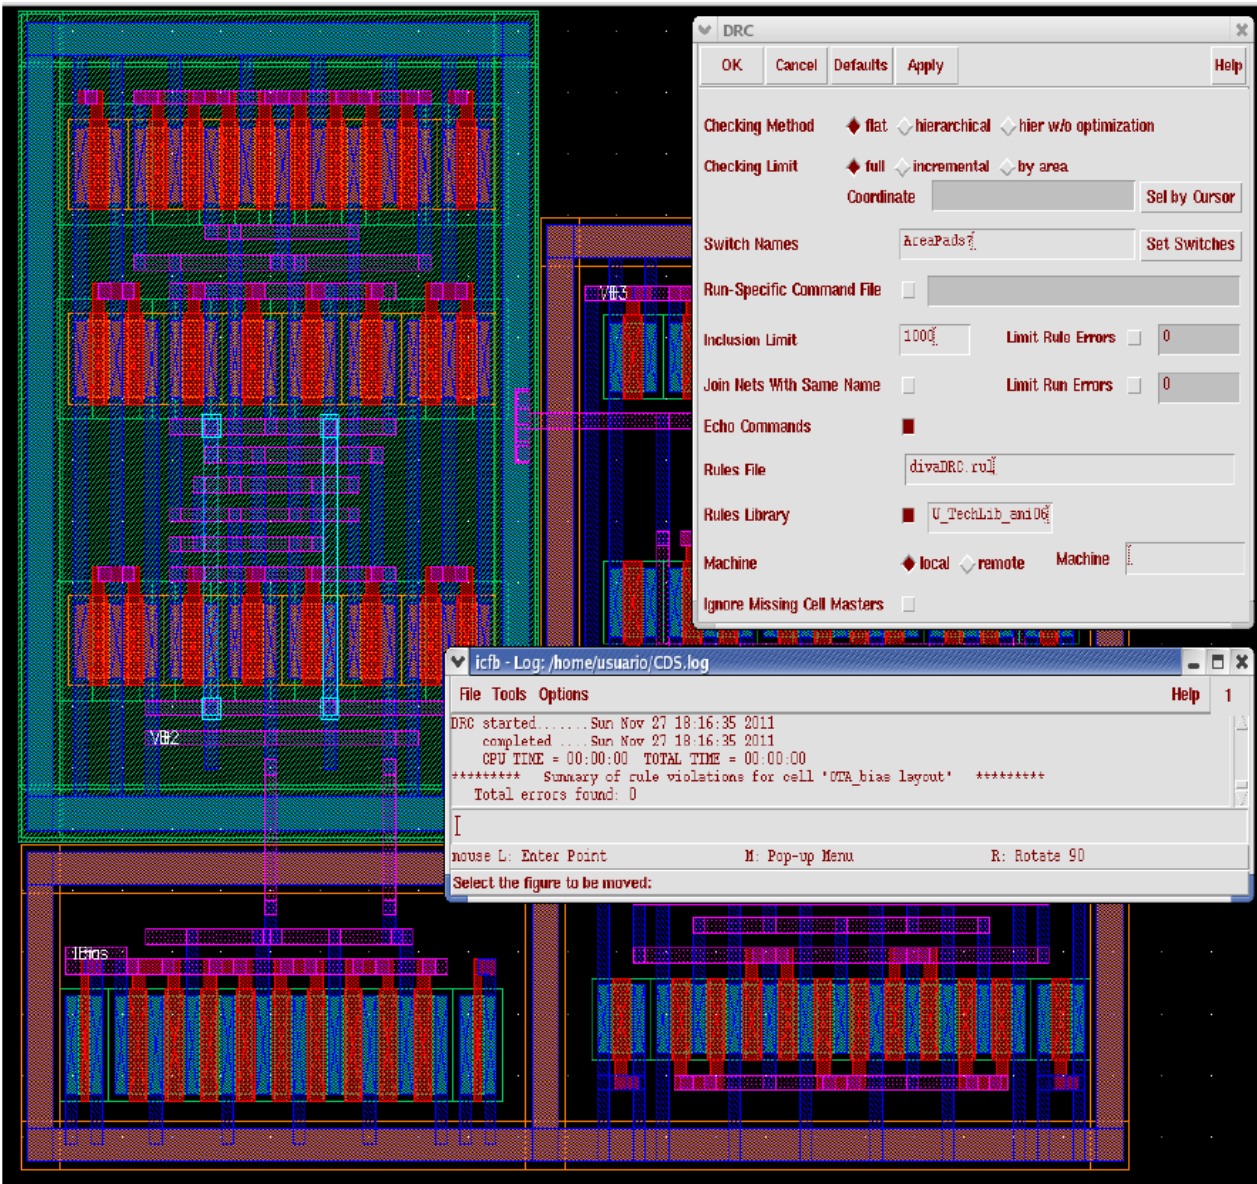 DRC
OK Cancel Defaults Apply Help
Checking Method flat hierarchical hier w/o optimization
Checking Limit full incremental by area
Coordinate Sel by Cursor
Switch Names AreaPads? Set Switches
Run-Specific Command File
Inclusion Limit 1000 Limit Rule Errors 0
Join Nets With Same Name Limit Run Errors 0
Echo Commands
Rules File divaDRC.rul
Rules Library U_TechLib_ami06
Machine local remote Machine
Ignore Missing Cell Masters
icfb - Log: /home/usuario/CDS.log
File Tools Options Help 1
DRC started.......Sun Nov 27 18:16:35 2011
completed ....Sun Nov 27 18:16:35 2011
CPU TIME = 00:00:00 TOTAL TIME = 00:00:00
********* Summary of rule violations for cell "OTA_bias layout" *********
Total errors found: 0
mouse L: Enter Point M: Pop-up Menu R: Rotate 90
Select the figure to be moved:
IBias